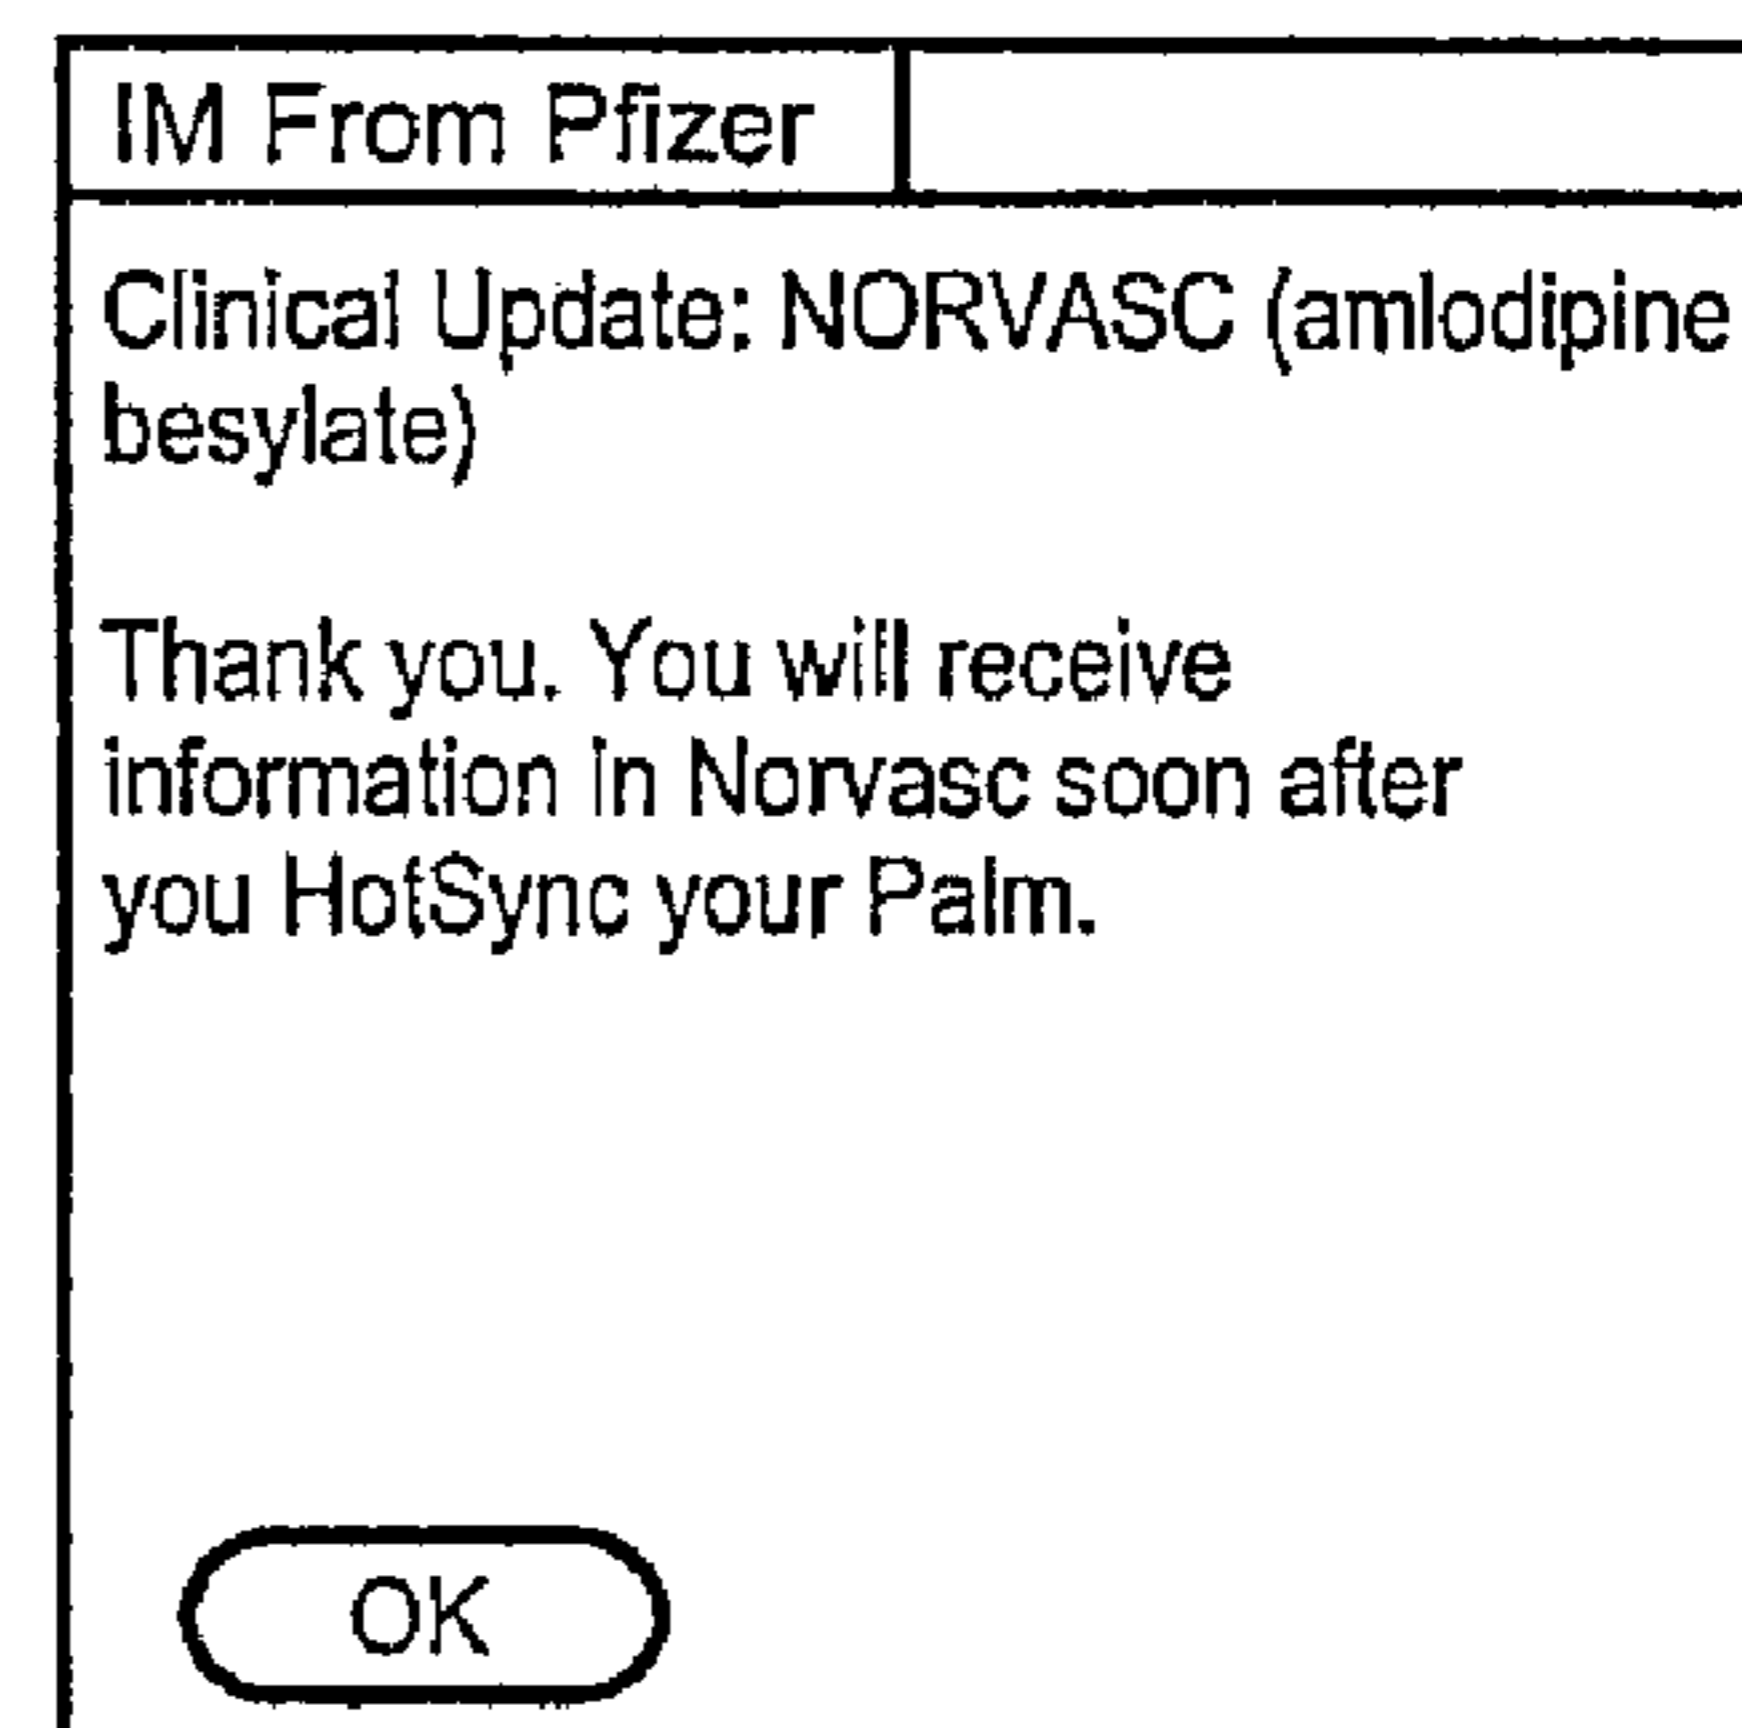 IM From Pfizer
Clinical Update: NORVASC (amlodipine
besylate)
Thank you. You will receive
information in Norvasc soon after
you HotSync your Palm.
OK